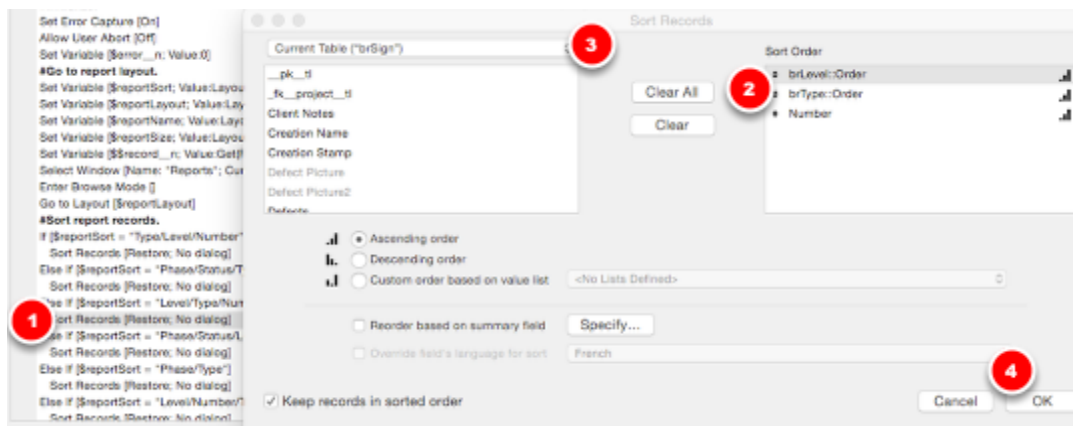 Set Error Capture [On]
Allow User Abort [Off]
Set Variable [$error__n; Value:0]
#Go to report layout.
Set Variable [$reportSort; Value:Layou
Set Variable [$reportLayout; Value:Lay
Set Variable [$reportName; Value:Layo
Set Variable [$reportSize; Value:Layou
Set Variable [$$record__n; Value:Get(
Select Window [Name: "Reports"; Cur
Enter Browse Mode []
Go to Layout [$reportLayout]
#Sort report records.
If [$reportSort = "Type/Level/Number"
Sort Records [Restore; No dialog]
Else If [$reportSort = "Phase/Status/T
Sort Records [Restore; No dialog]
Else If [$reportSort = "Level/Type/Num
1
Sort Records [Restore; No dialog]
Else If [$reportSort = "Phase/Status/L
Sort Records [Restore; No dialog]
Else If [$reportSort = "Phase/Type"]
Sort Records [Restore; No dialog]
Else If [$reportSort = "Level/Number/T
Sort Records [Restore; No dialog]
Sort Records
Current Table ("brSign")
3
__pk__tl
_fk__project__tl
Client Notes
Creation Name
Creation Stamp
Defect Picture
Defect Picture2
Defects
Clear All
Clear
Sort Order
2
brLevel::Order
brType::Order
Number
Ascending order
Descending order
Custom order based on value list <No Lists Defined>
Reorder based on summary field Specify...
Override field's language for sort French
Keep records in sorted order
4
Cancel OK